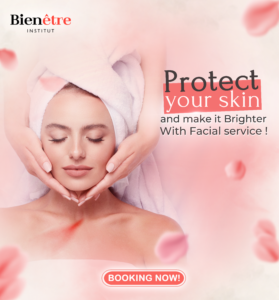 Bienêtre
INSTITUT
Protect
your skin
and make it Brighter
With Facial service !
BOOKING NOW!